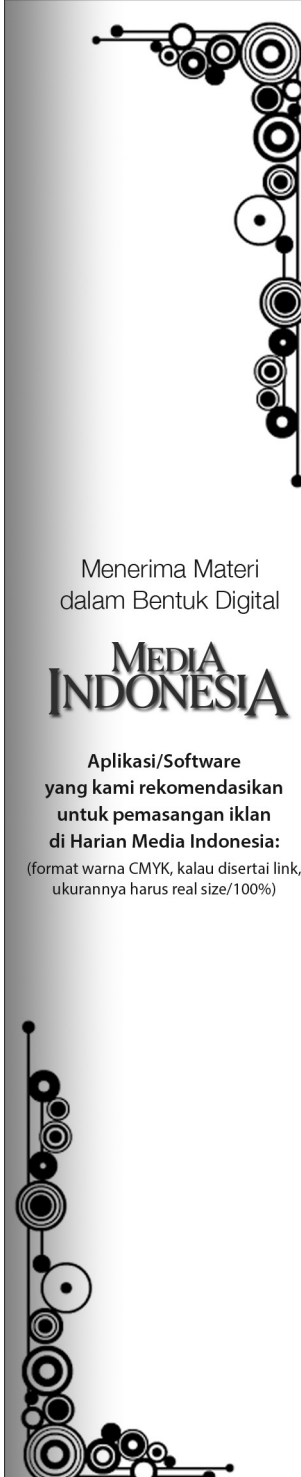 Menerima Materi
dalam Bentuk Digital
MEDIA
INDONESIA
Aplikasi/Software
yang kami rekomendasikan
untuk pemasangan iklan
di Harian Media Indonesia:
(format warna CMYK, kalau disertai link,
ukurannya harus real size/100%)